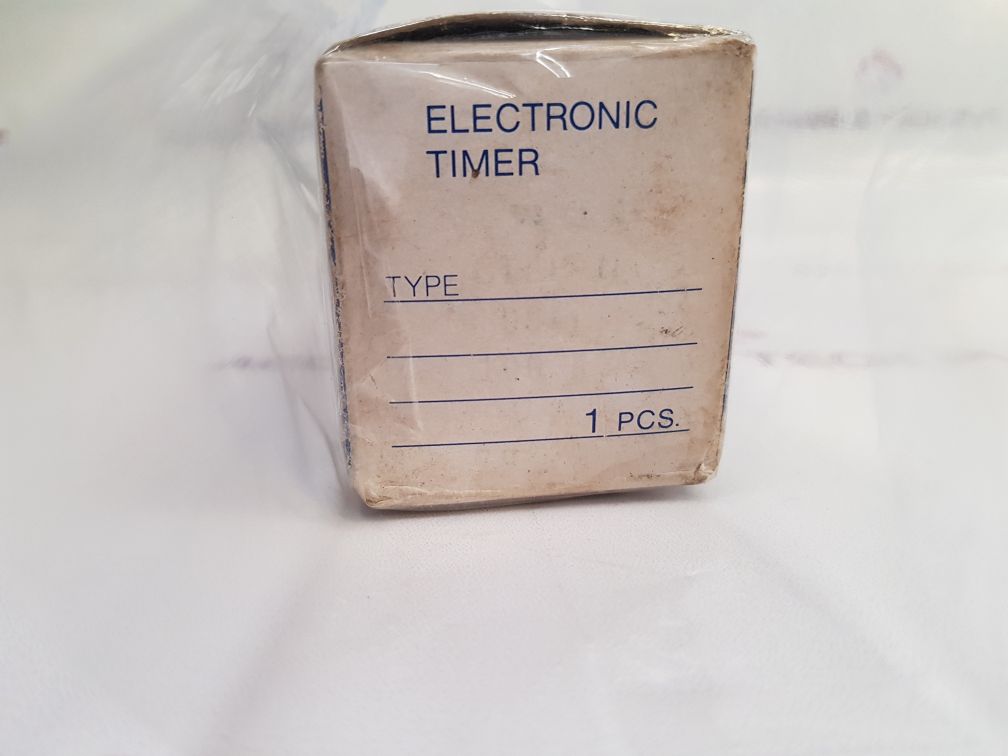 ELECTRONIC
TIMER
TYPE
1 PCS.